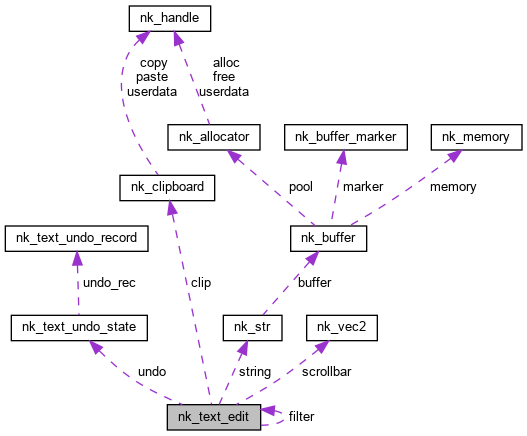 nk_handle
copy
paste
userdata
alloc
free
userdata
nk_allocator
nk_buffer_marker
nk_memory
nk_clipboard
pool
marker
memory
nk_text_undo_record
nk_buffer
undo_rec
clip
buffer
nk_text_undo_state
nk_str
nk_vec2
undo
string
scrollbar
nk_text_edit
filter